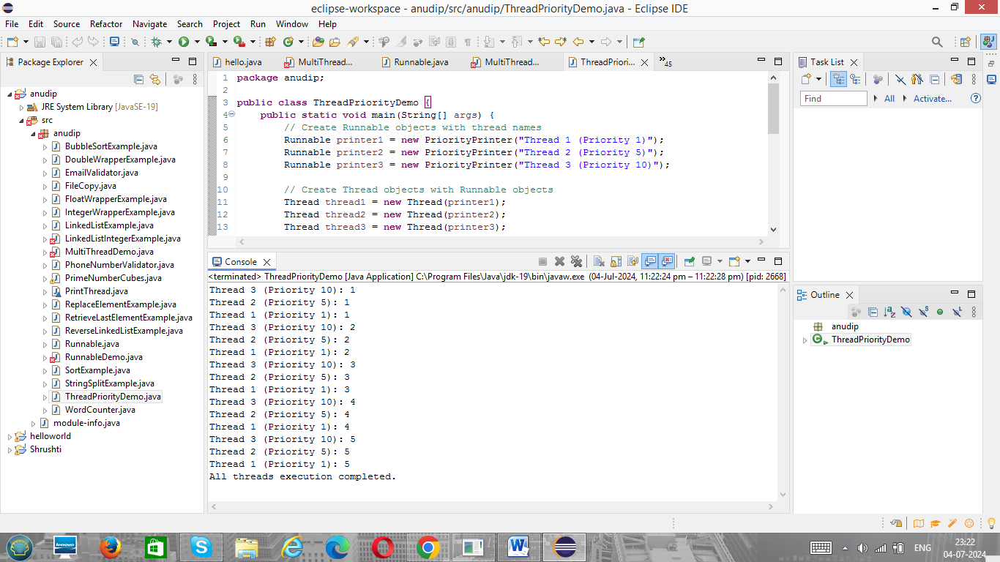 eclipse-workspace - anudip/src/anudip/ThreadPriorityDemo.java - Eclipse IDE
File Edit Source Refactor Navigate Search Project Run Window Help
Package Explorer
anudip
JRE System Library [JavaSE-19]
src
anudip
BubbleSortExample.java
DoubleWrapperExample.java
EmailValidator.java
FileCopy.java
FloatWrapperExample.java
IntegerWrapperExample.java
LinkedListExample.java
LinkedListIntegerExample.java
MultiThreadDemo.java
PhoneNumberValidator.java
PrimeNumberCubes.java
PrintThread.java
ReplaceElementExample.java
RetrieveLastElementExample.java
ReverseLinkedListExample.java
Runnable.java
RunnableDemo.java
SortExample.java
StringSplitExample.java
ThreadPriorityDemo.java
WordCounter.java
module-info.java
helloworld
Shrushti
hello.java MultiThread... Runnable.java MultiThread... ThreadPriori... 45
1 package anudip;
2
3 public class ThreadPriorityDemo {
4 public static void main(String[] args) {
5 // Create Runnable objects with thread names
6 Runnable printer1 = new PriorityPrinter("Thread 1 (Priority 1)");
7 Runnable printer2 = new PriorityPrinter("Thread 2 (Priority 5)");
8 Runnable printer3 = new PriorityPrinter("Thread 3 (Priority 10)");
9
10 // Create Thread objects with Runnable objects
11 Thread thread1 = new Thread(printer1);
12 Thread thread2 = new Thread(printer2);
13 Thread thread3 = new Thread(printer3);
Console
<terminated> ThreadPriorityDemo [Java Application] C:\Program Files\Java\jdk-19\bin\javaw.exe (04-Jul-2024, 11:22:24 pm – 11:22:28 pm) [pid: 2668]
Thread 3 (Priority 10): 1
Thread 2 (Priority 5): 1
Thread 1 (Priority 1): 1
Thread 3 (Priority 10): 2
Thread 2 (Priority 5): 2
Thread 1 (Priority 1): 2
Thread 3 (Priority 10): 3
Thread 2 (Priority 5): 3
Thread 1 (Priority 1): 3
Thread 3 (Priority 10): 4
Thread 2 (Priority 5): 4
Thread 1 (Priority 1): 4
Thread 3 (Priority 10): 5
Thread 2 (Priority 5): 5
Thread 1 (Priority 1): 5
All threads execution completed.
Task List
Find All Activate...
Outline
anudip
ThreadPriorityDemo
lenovo
ENG
23:22
04-07-2024